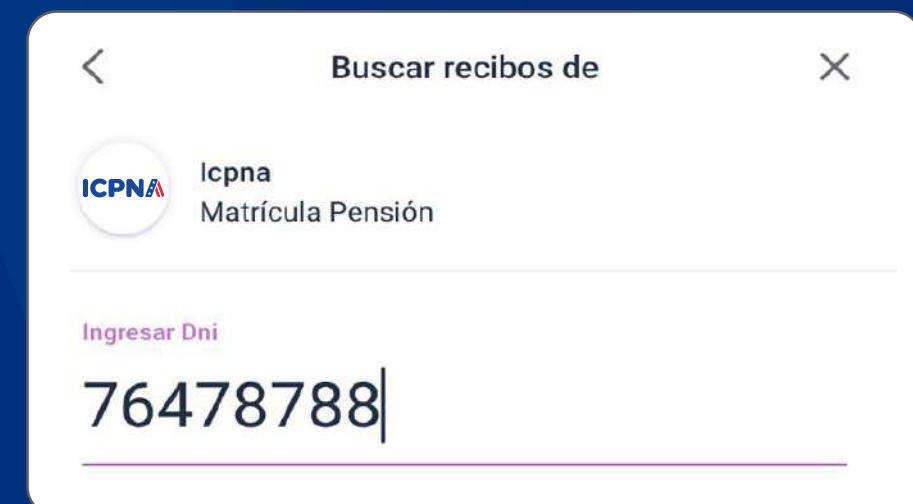 Buscar recibos de
ICPNA
Icpna
Matrícula Pensión
Ingresar Dni
76478788